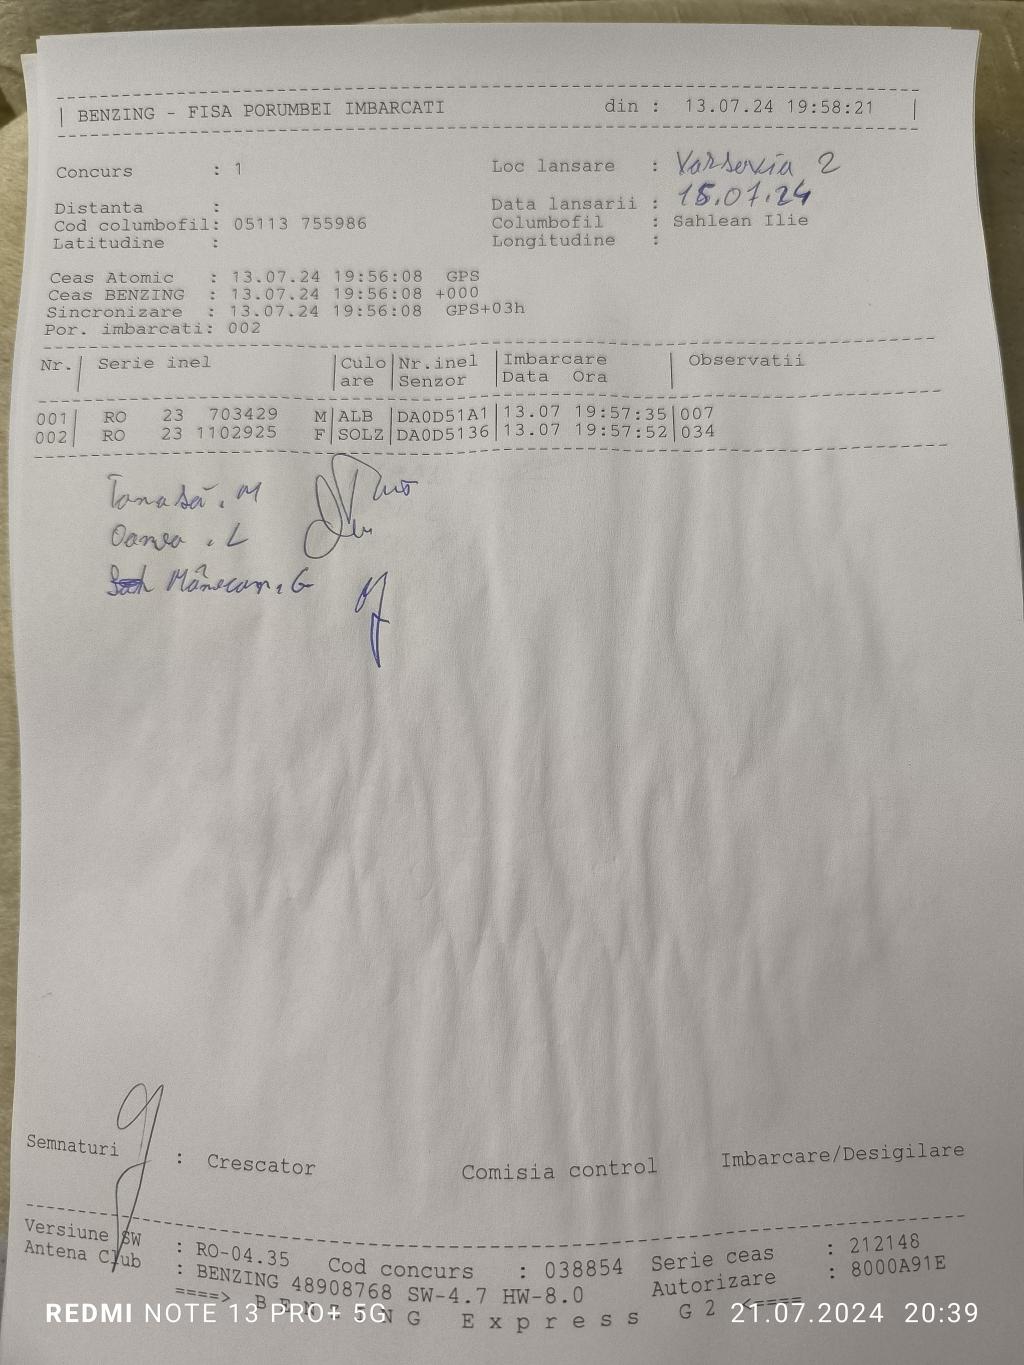 BENZING - FISA PORUMBEI IMBARCATI din : 13.07.24 19:58:21
Concurs : 1 Loc lansare : Varsovia 2
Distanta : Data lansarii : 15.07.24
Cod columbofil: 05113 755986 Columbofil : Sahlean Ilie
Latitudine : Longitudine :
Ceas Atomic : 13.07.24 19:56:08 GPS
Ceas BENZING : 13.07.24 19:56:08 +000
Sincronizare : 13.07.24 19:56:08 GPS+03h
Por. imbarcati: 002
Nr. Serie inel Culo Nr.inel Imbarcare Observatii
are Senzor Data Ora
001 RO 23 703429 M ALB DA0D51A1 13.07 19:57:35 007
002 RO 23 1102925 F SOLZ DA0D5136 13.07 19:57:52 034
Tanasă. M
Oancea . L
. G
Semnaturi : Crescator Comisia control Imbarcare/Desigilare
Versiune SW : RO-04.35 Cod concurs : 038854 Serie ceas : 212148
Antena Club : BENZING 48908768 SW-4.7 HW-8.0 Autorizare : 8000A91E
====> B E N Z I N G E x p r e s s G 2 <====
REDMI NOTE 13 PRO+ 5G 21.07.2024 20:39